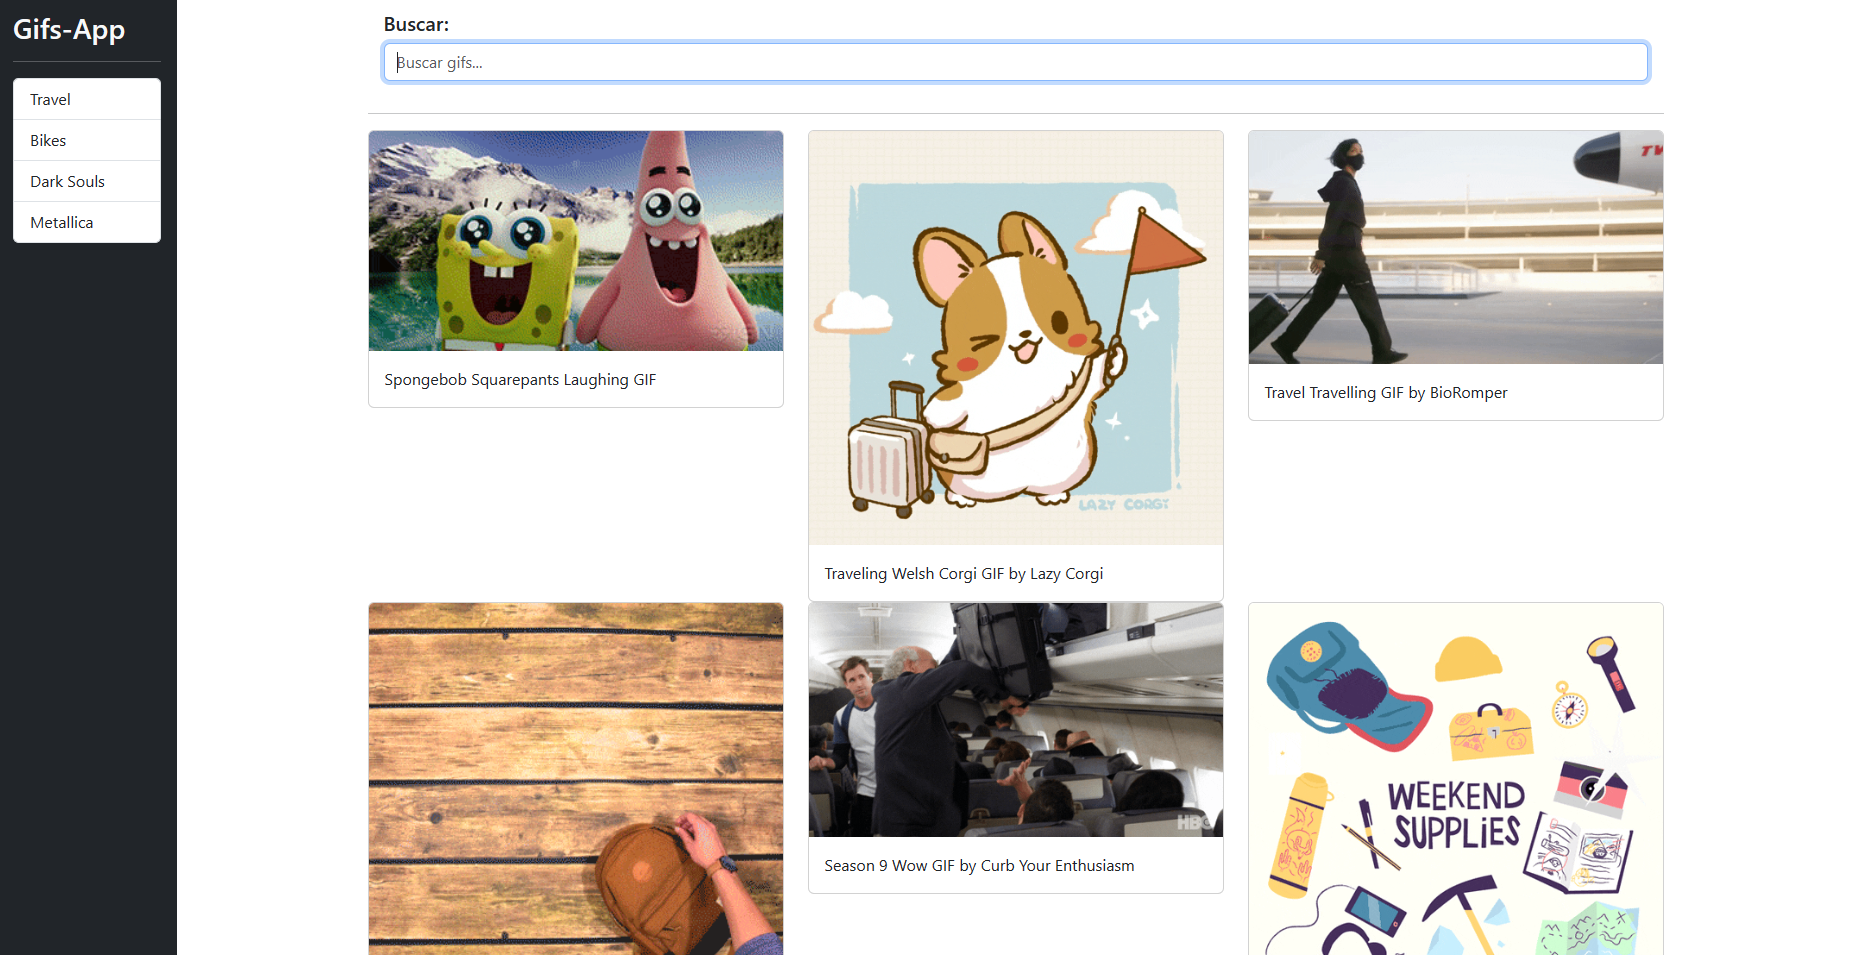 Gifs-App
Travel
Bikes
Dark Souls
Metallica
Buscar:
Buscar gifs...
Spongebob Squarepants Laughing GIF
LAZY CORGI
Traveling Welsh Corgi GIF by Lazy Corgi
TW
Travel Travelling GIF by BioRomper
HBO
Season 9 Wow GIF by Curb Your Enthusiasm
WEEKEND
SUPPLIES